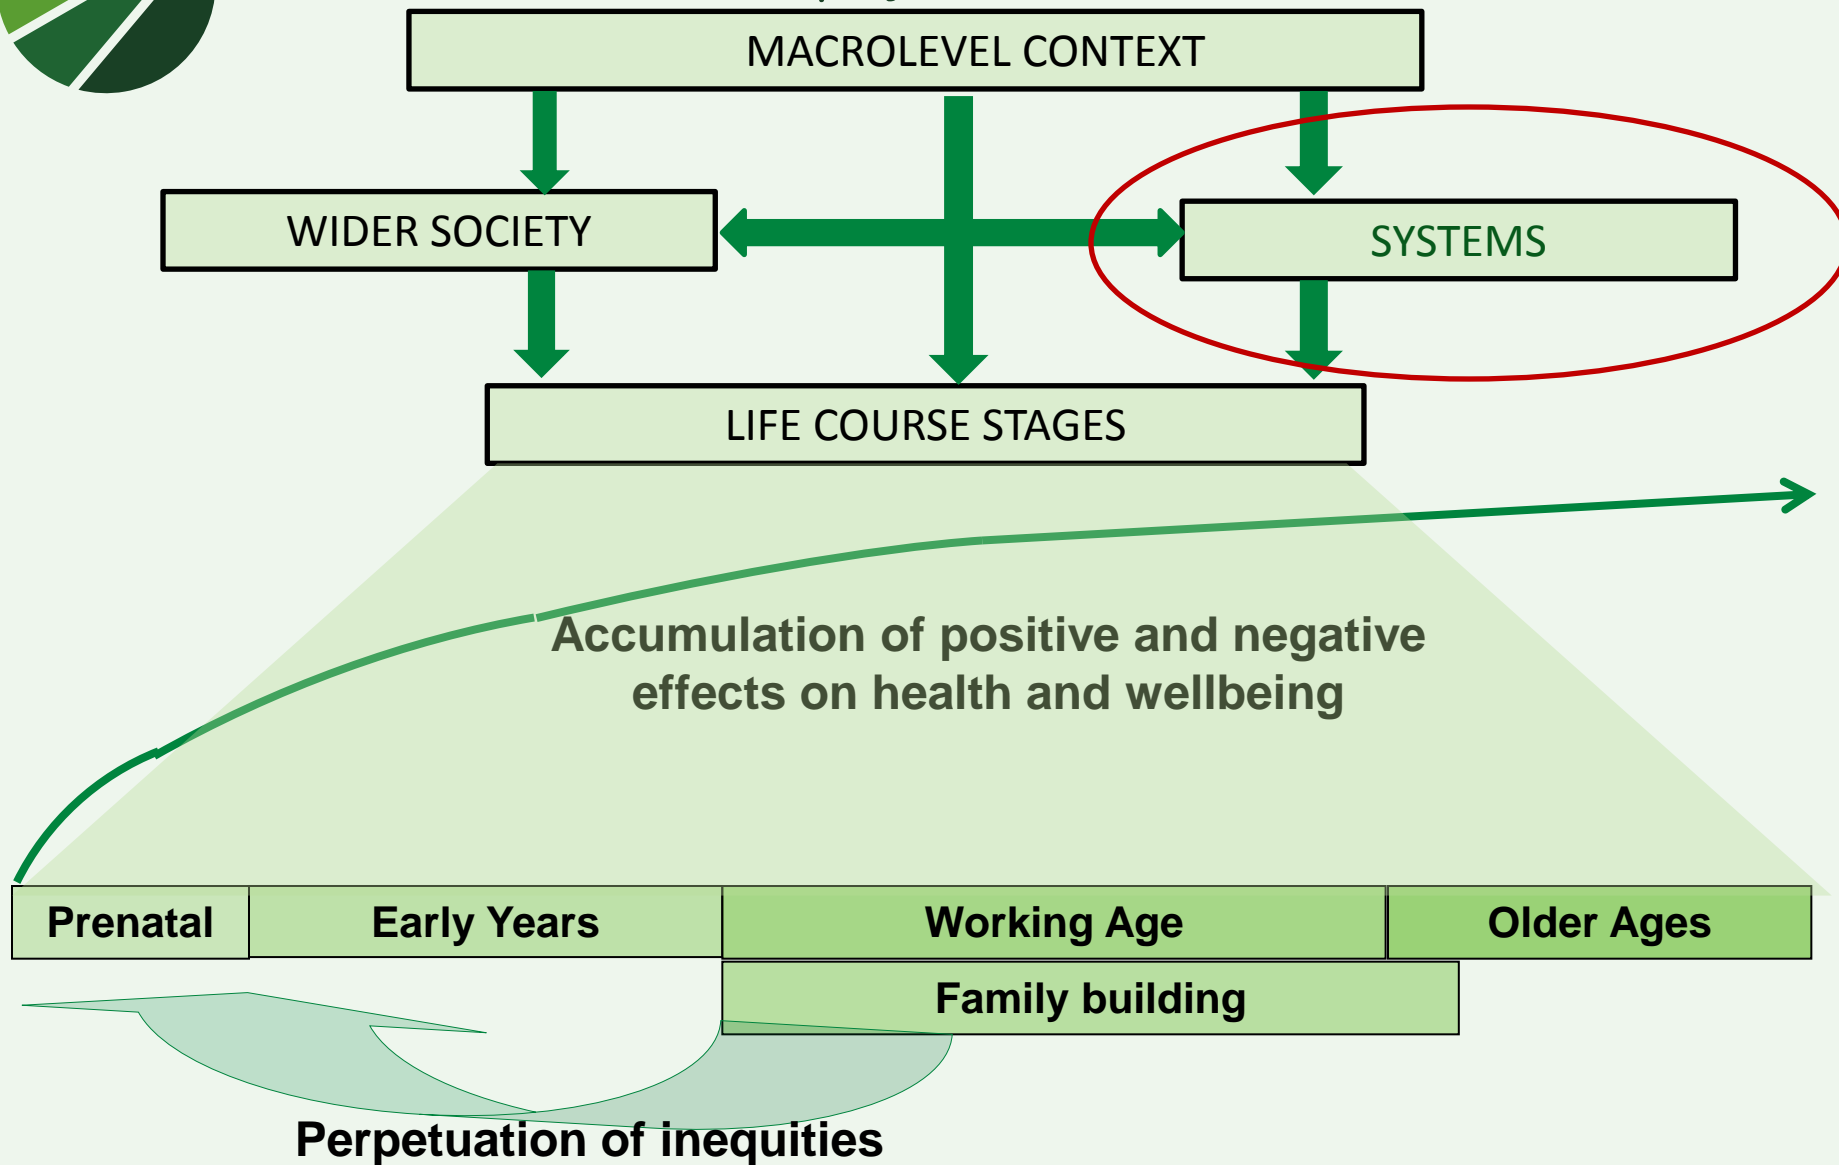 MACROLEVEL CONTEXT
WIDER SOCIETY
SYSTEMS
LIFE COURSE STAGES
Accumulation of positive and negative
effects on health and wellbeing
Prenatal
Early Years
Working Age
Older Ages
Family building
Perpetuation of inequities